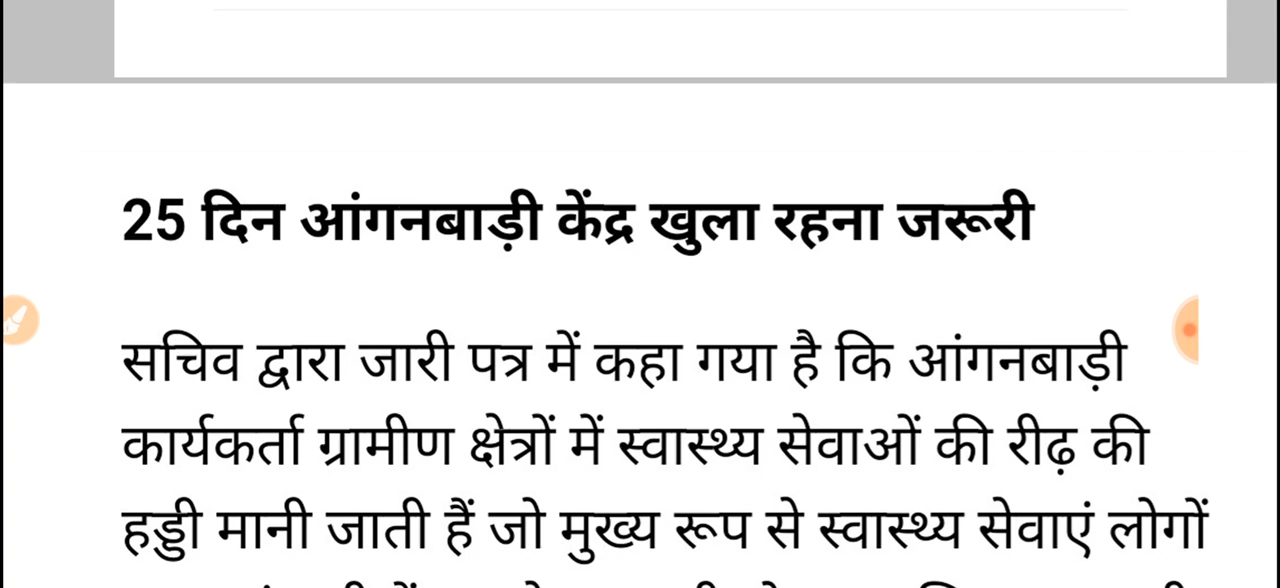 25 दिन आंगनबाड़ी केंद्र खुला रहना जरूरी
सचिव द्वारा जारी पत्र में कहा गया है कि आंगनबाड़ी
कार्यकर्ता ग्रामीण क्षेत्रों में स्वास्थ्य सेवाओं की रीढ़ की
हड्डी मानी जाती हैं जो मुख्य रूप से स्वास्थ्य सेवाएं लोगों